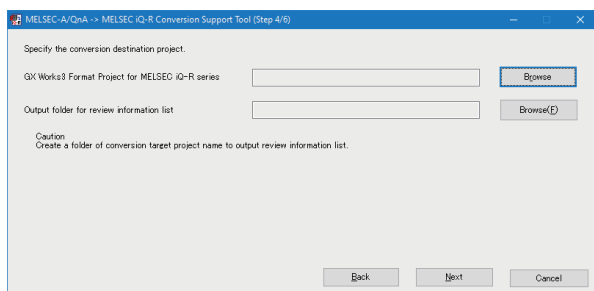 MELSEC-A/QnA -> MELSEC iQ-R Conversion Support Tool (Step 4/6)
Specify the conversion destination project.
GX Works3 Format Project for MELSEC iQ-R series
Browse
Output folder for review information list
Browse(F)
Caution
Create a folder of conversion target project name to output review information list.
Back Next Cancel